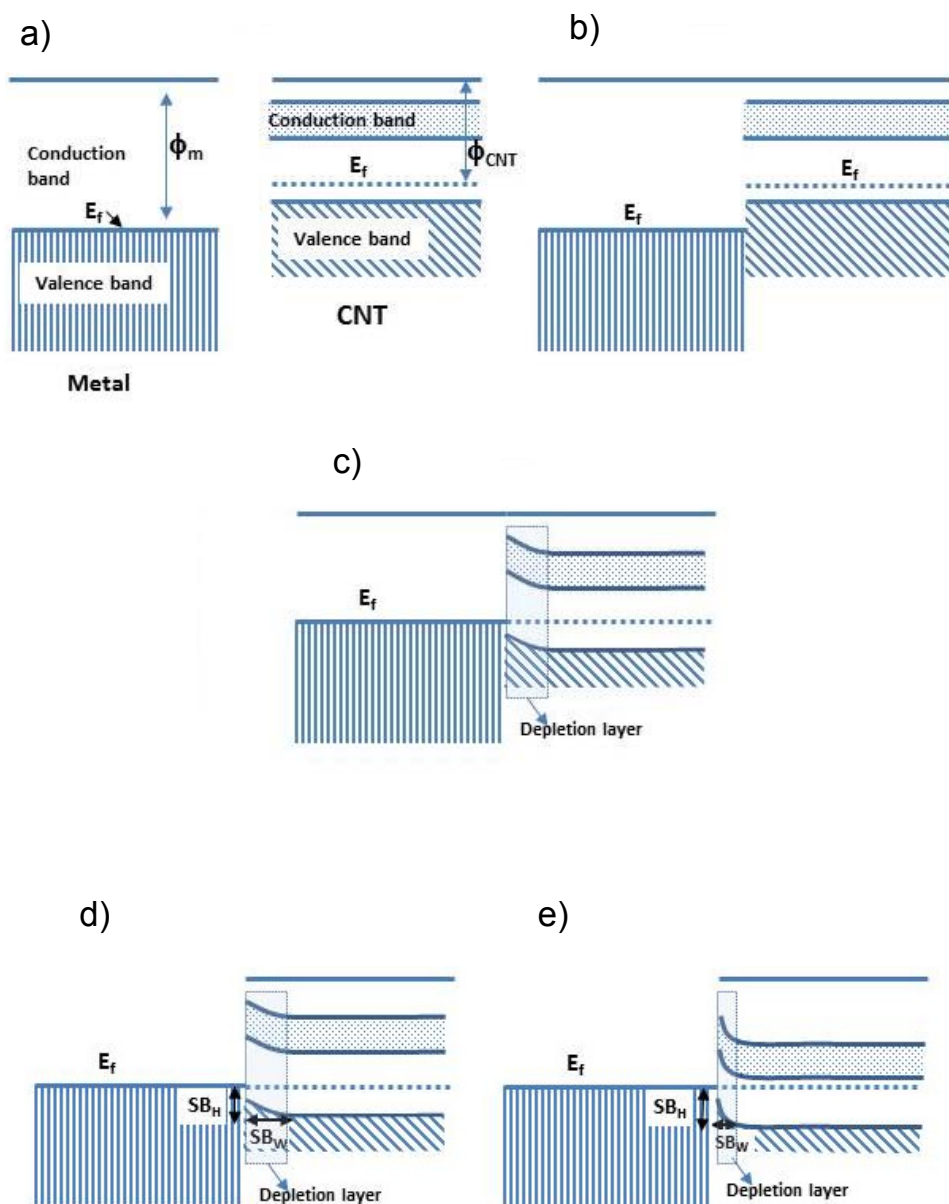 a)
b)
Conduction
band
ϕm
Ef
Valence band
Metal
Conduction band
ϕCNT
Ef
Valence band
CNT
Ef
Ef
c)
Ef
Depletion layer
d)
e)
Ef
SBH
SBW
Depletion layer
Ef
SBH
SBW
Depletion layer